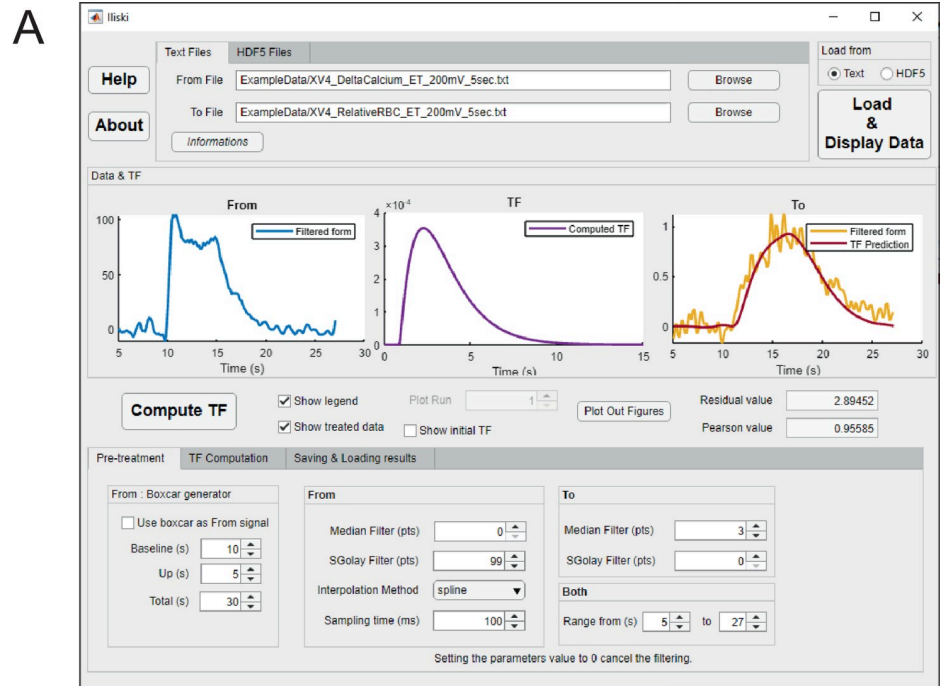 A
Iliski
Text Files
HDF5 Files
Load from
Text
HDF5
Help
From File
ExampleData/XV4_DeltaCalcium_ET_200mV_5sec.txt
Browse
To File
ExampleData/XV4_RelativeRBC_ET_200mV_5sec.txt
Browse
About
Informations
Load
&
Display Data
Data & TF
From
Filtered form
100
50
0
5 10 15 20 25 30
Time (s)
TF
×10⁻⁴
Computed TF
4
3
2
1
0
0 5 10 15
Time (s)
To
Filtered form
TF Prediction
1
0.5
0
5 10 15 20 25 30
Time (s)
Compute TF
Show legend
Plot Run
1
Show treated data
Show initial TF
Plot Out Figures
Residual value
2.89452
Pearson value
0.95585
Pre-treatment
TF Computation
Saving & Loading results
From : Boxcar generator
Use boxcar as From signal
Baseline (s) 10
Up (s) 5
Total (s) 30
From
Median Filter (pts) 0
SGolay Filter (pts) 99
Interpolation Method spline
Sampling time (ms) 100
To
Median Filter (pts) 3
SGolay Filter (pts) 0
Both
Range from (s) 5 to 27
Setting the parameters value to 0 cancel the filtering.